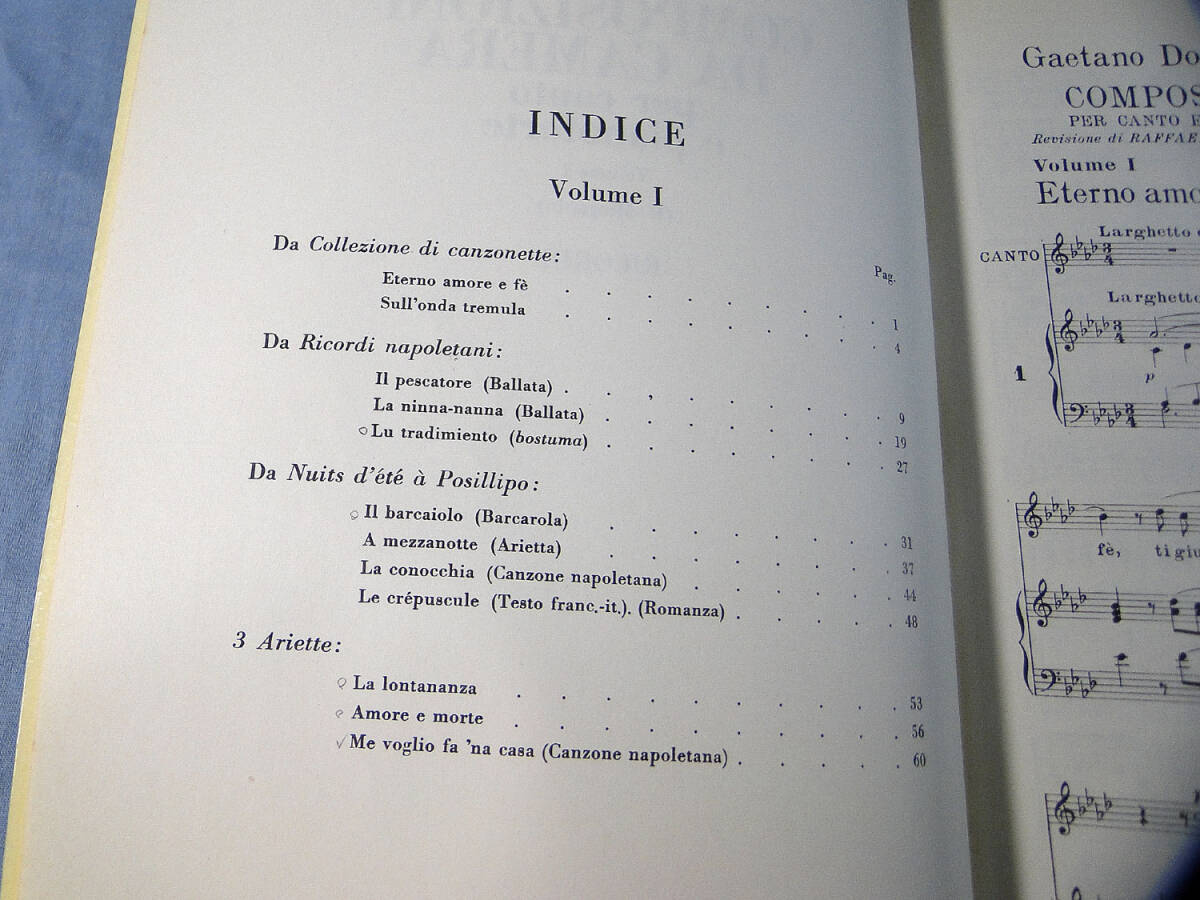 INDICE
Volume I
Pag.
Da Collezione di canzonette:
Eterno amore e fè . . . . . . . . 1
Sull'onda tremula . . . . . . . . 4
Da Ricordi napoletani:
Il pescatore (Ballata) . . , . . . . . 9
La ninna-nanna (Ballata) . . . . . . . 19
Lu tradimiento (bostuma) . . . . . . . 27
Da Nuits d'été à Posillipo:
Il barcaiolo (Barcarola) . . . . . . . 31
A mezzanotte (Arietta) . . . . . . . 37
La conocchia (Canzone napoletana) . . . . . 44
Le crépuscule (Testo franc.-it.). (Romanza) . . . . . 48
3 Ariette:
La lontananza . . . . . . . . . 53
Amore e morte . . . . . . . . . 56
Me voglio fa 'na casa (Canzone napoletana) . . . . . 60
Gaetano Do
COMPOS
PER CANTO E
Revisione di RAFFAE
Volume I
Eterno amo
Larghetto
CANTO
Larghetto
1
p
fè, ti giu